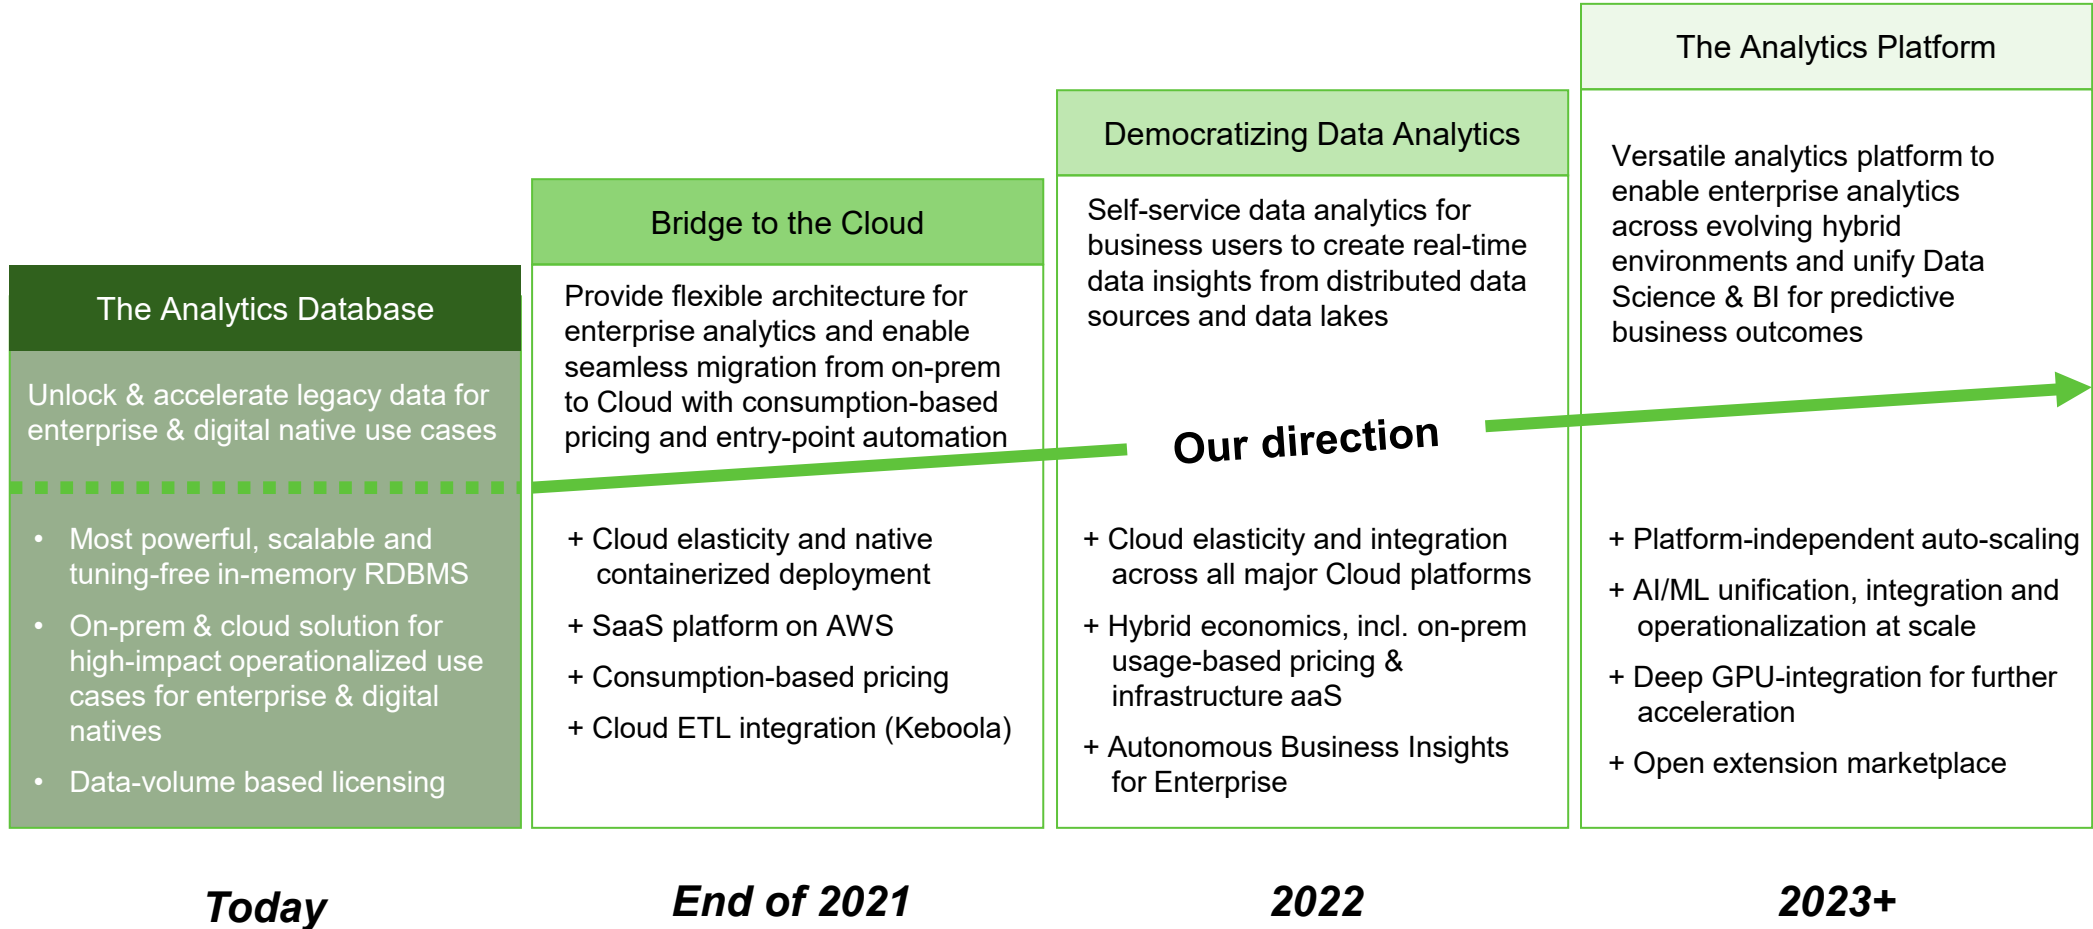 The Analytics Database
Unlock & accelerate legacy data for
enterprise & digital native use cases
• Most powerful, scalable and
tuning-free in-memory RDBMS
• On-prem & cloud solution for
high-impact operationalized use
cases for enterprise & digital
natives
• Data-volume based licensing
Today
Bridge to the Cloud
Provide flexible architecture for
enterprise analytics and enable
seamless migration from on-prem
to Cloud with consumption-based
pricing and entry-point automation
+ Cloud elasticity and native
containerized deployment
+ SaaS platform on AWS
+ Consumption-based pricing
+ Cloud ETL integration (Keboola)
End of 2021
Democratizing Data Analytics
Self-service data analytics for
business users to create real-time
data insights from distributed data
sources and data lakes
Our direction
+ Cloud elasticity and integration
across all major Cloud platforms
+ Hybrid economics, incl. on-prem
usage-based pricing &
infrastructure aaS
+ Autonomous Business Insights
for Enterprise
2022
The Analytics Platform
Versatile analytics platform to
enable enterprise analytics
across evolving hybrid
environments and unify Data
Science & BI for predictive
business outcomes
+ Platform-independent auto-scaling
+ AI/ML unification, integration and
operationalization at scale
+ Deep GPU-integration for further
acceleration
+ Open extension marketplace
2023+